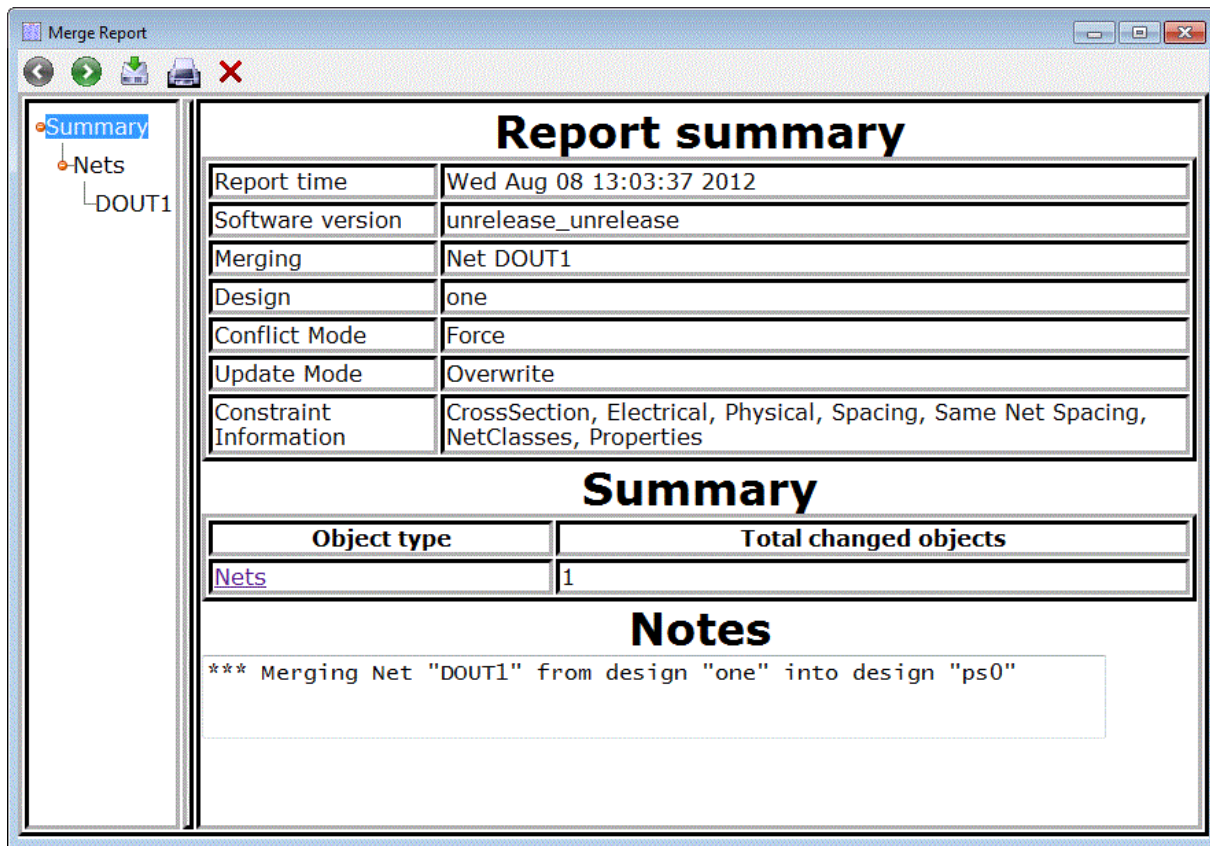 Merge Report
Summary
Nets
DOUT1
Report summary
Report time Wed Aug 08 13:03:37 2012
Software version unrelease_unrelease
Merging Net DOUT1
Design one
Conflict Mode Force
Update Mode Overwrite
Constraint Information CrossSection, Electrical, Physical, Spacing, Same Net Spacing,
NetClasses, Properties
Summary
Object type Total changed objects
Nets 1
Notes
*** Merging Net "DOUT1" from design "one" into design "ps0"